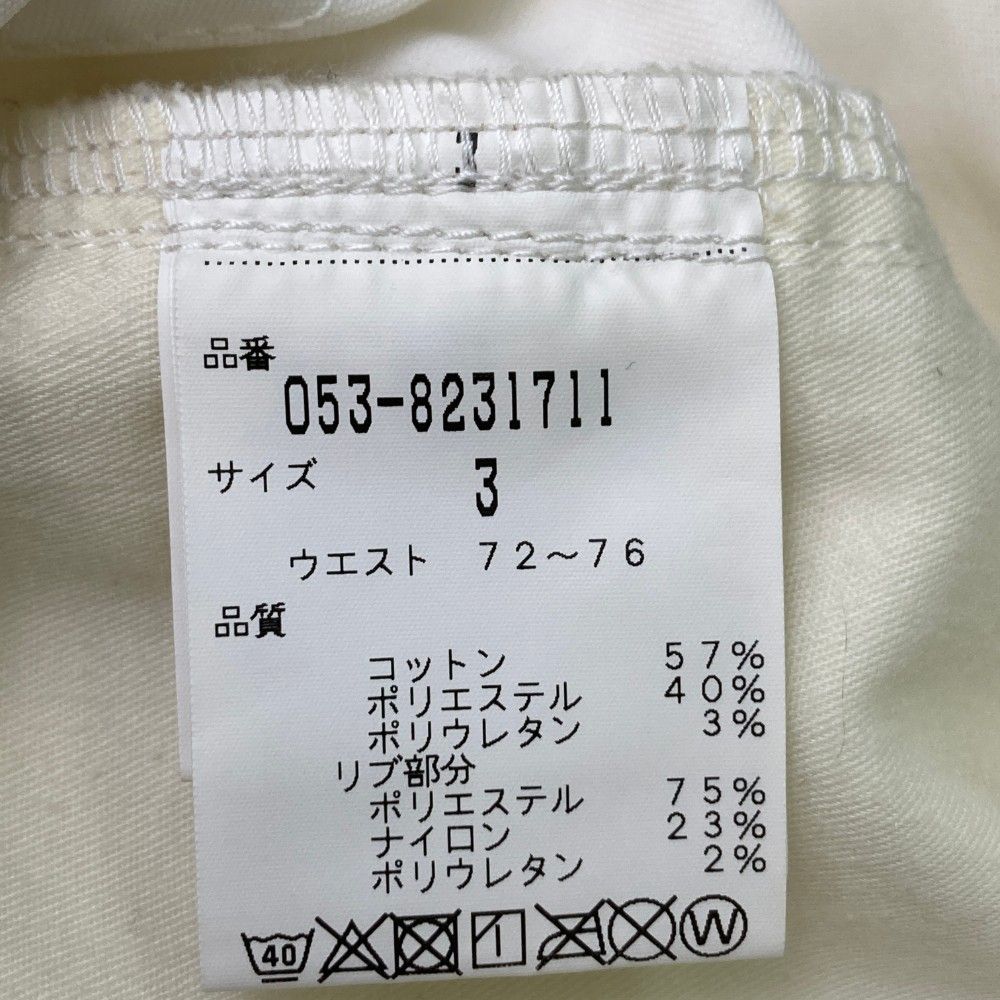 品番
053-8231711
サイズ 3
ウエスト 72〜76
品質
コットン 57%
ポリエステル 40%
ポリウレタン 3%
リブ部分
ポリエステル 75%
ナイロン 23%
ポリウレタン 2%
40 W